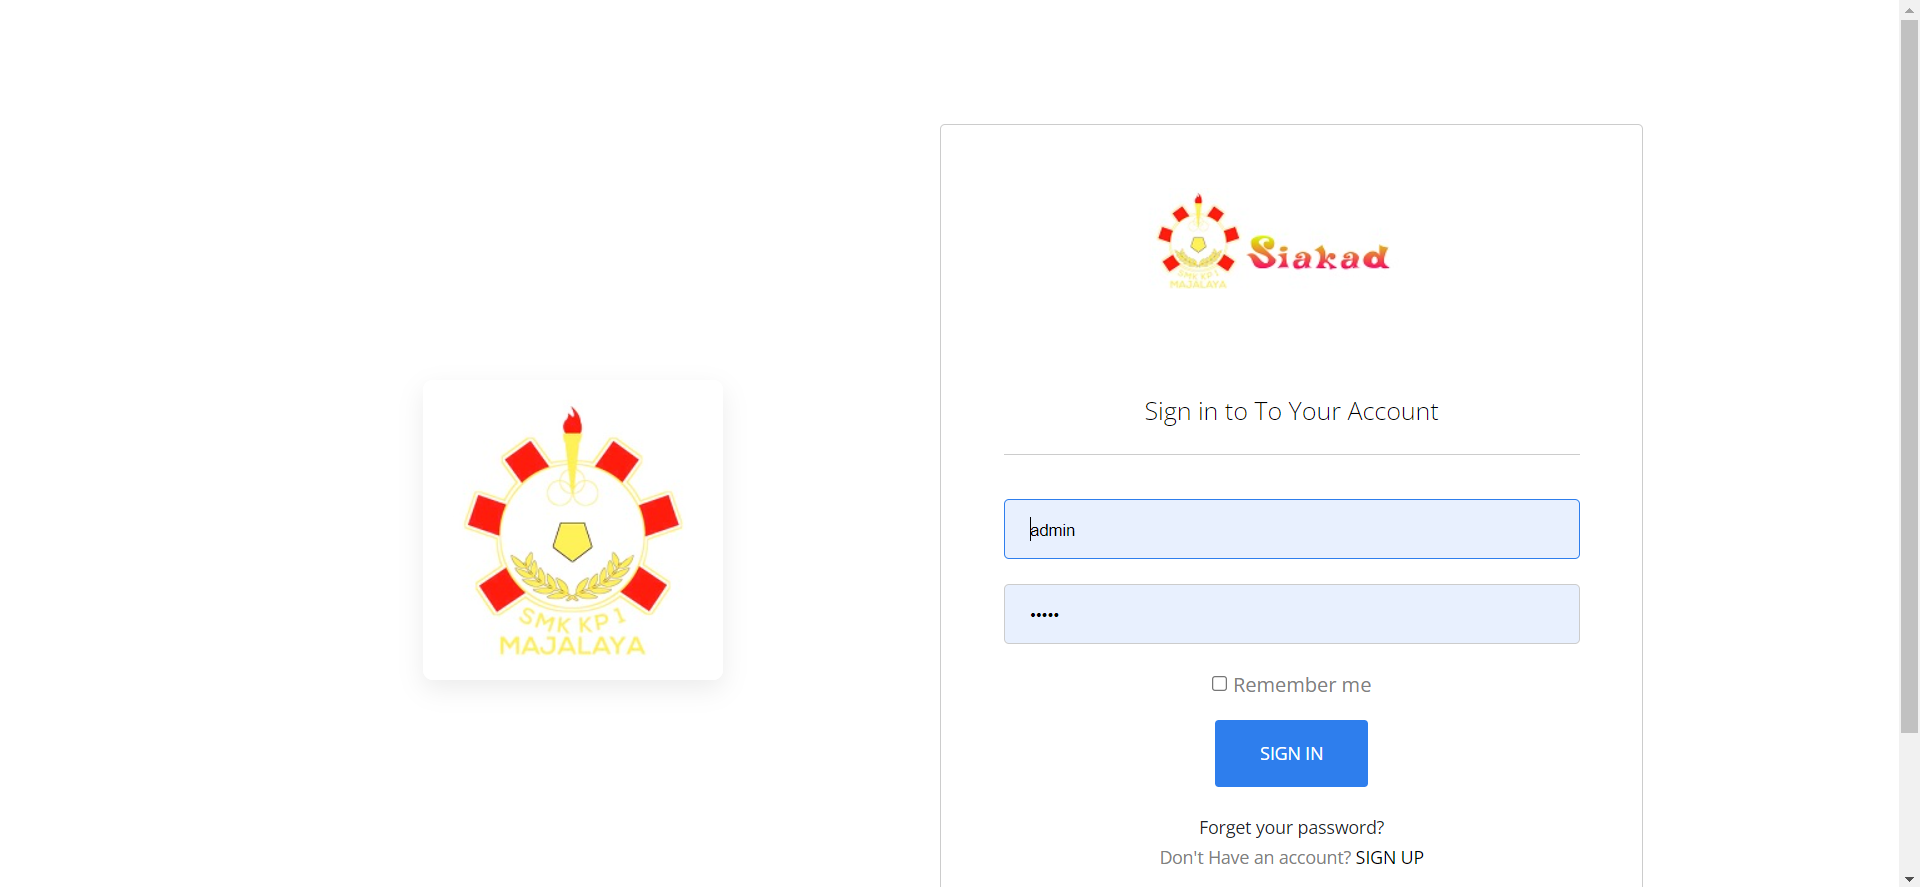 SMK KP 1
MAJALAYA
SMK KP 1
MAJALAYA
Siakad
Sign in to To Your Account
admin
•••••
Remember me
SIGN IN
Forget your password?
Don't Have an account? SIGN UP